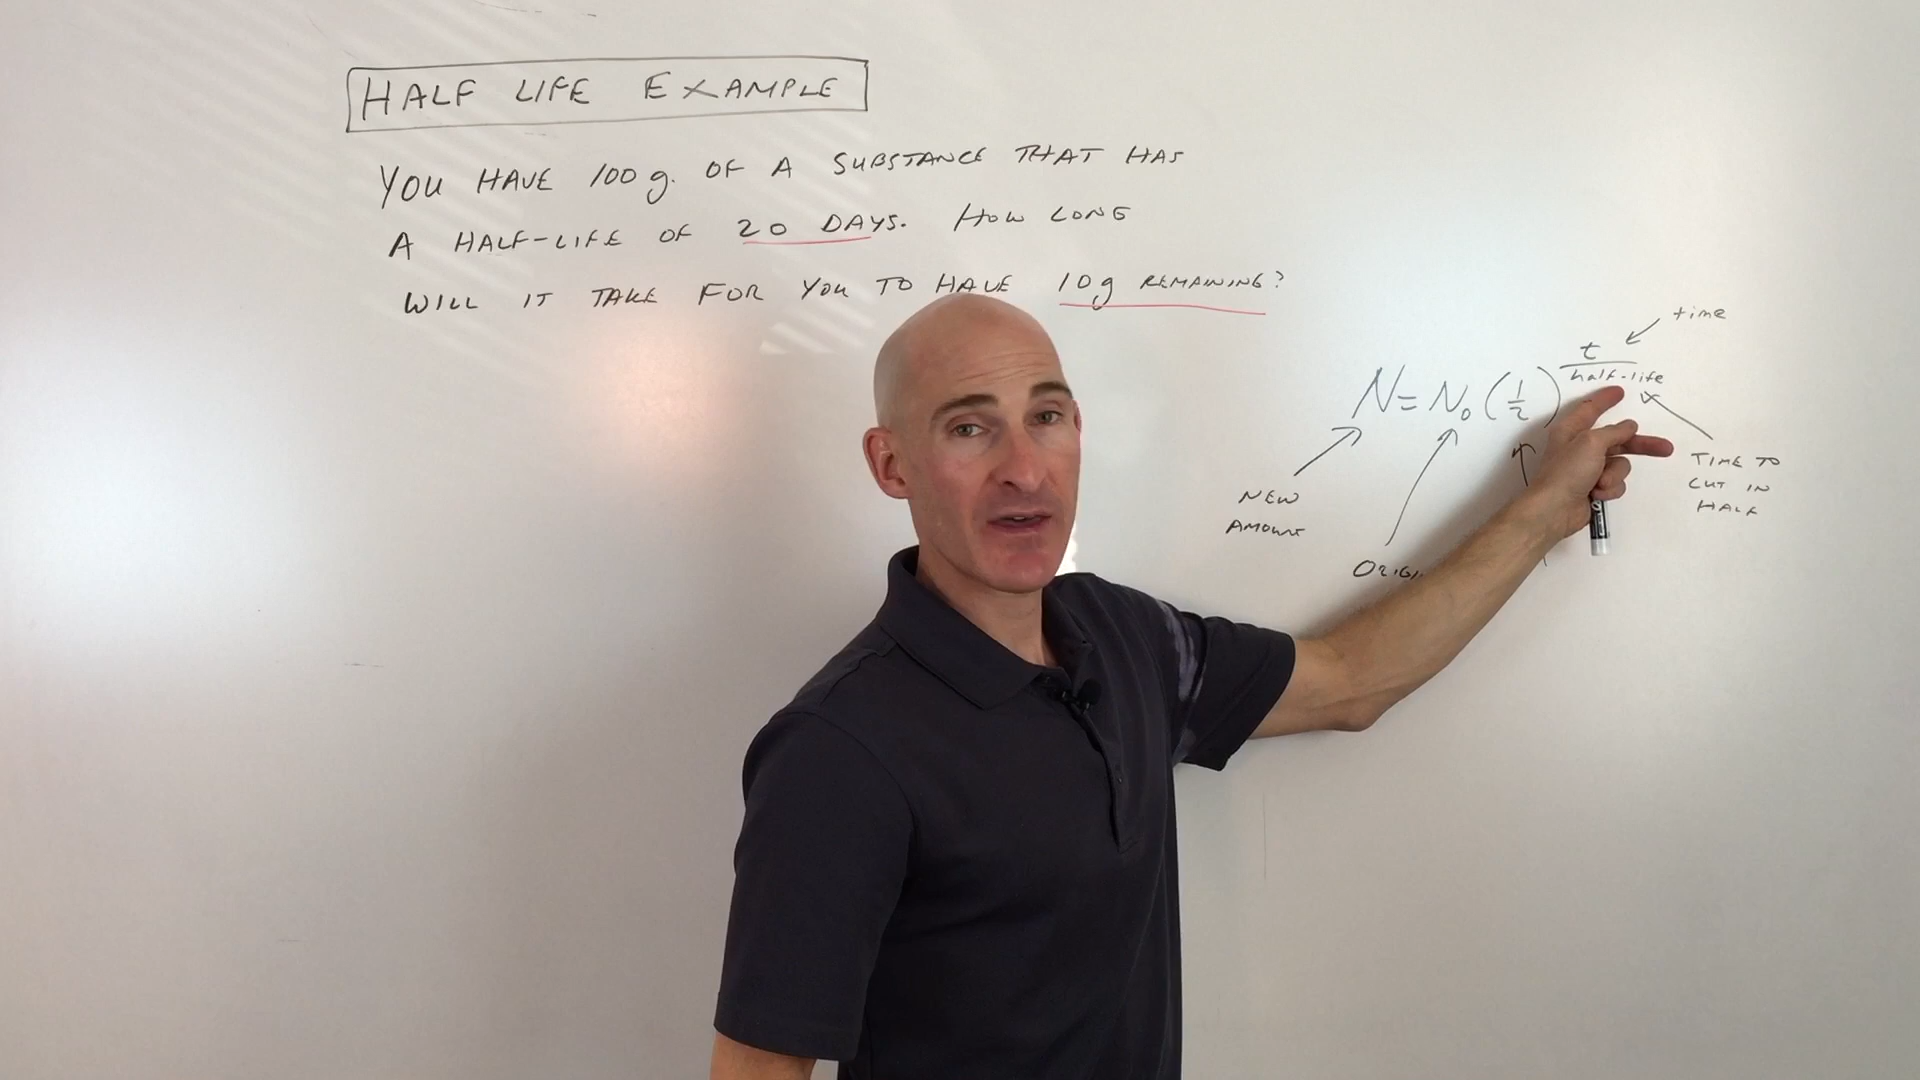 HALF LIFE EXAMPLE
YOU HAVE 100 g. OF A SUBSTANCE THAT HAS
A HALF-LIFE OF 20 DAYS. HOW LONG
WILL IT TAKE FOR YOU TO HAVE 10g REMAINING?
time
N = N₀ (1/2)^(t/half-life)
NEW
AMOUNT
TIME TO
CUT IN
HALF
ORIGI